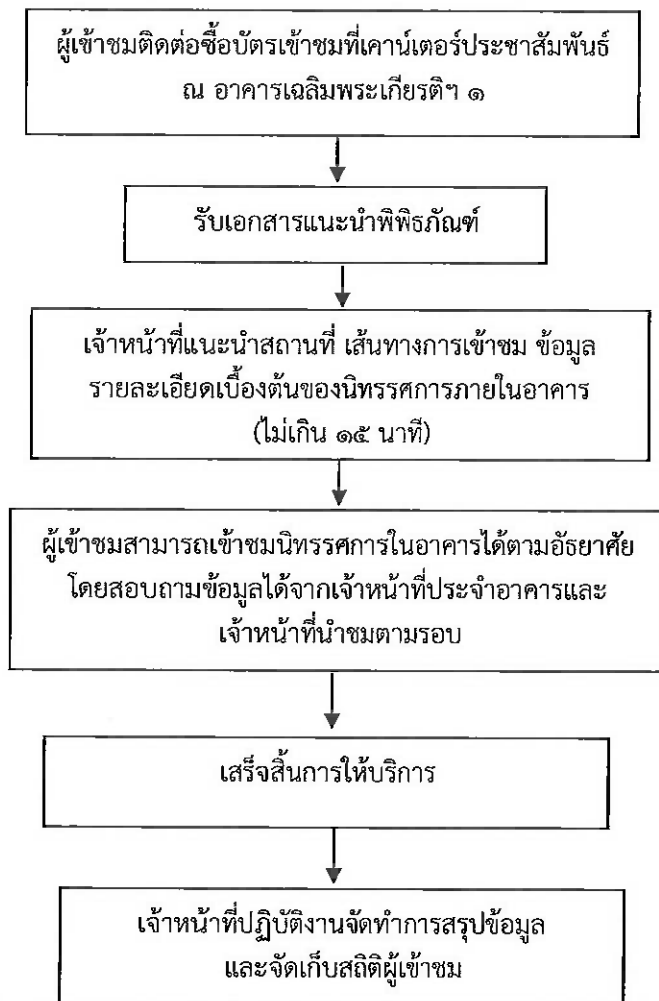 ผู้เข้าชมติดต่อซื้อบัตรเข้าชมที่เคาน์เตอร์ประชาสัมพันธ์
ณ อาคารเฉลิมพระเกียรติฯ ๑
รับเอกสารแนะนำพิพิธภัณฑ์
เจ้าหน้าที่แนะนำสถานที่ เส้นทางการเข้าชม ข้อมูล
รายละเอียดเบื้องต้นของนิทรรศการภายในอาคาร
(ไม่เกิน ๑๕ นาที)
ผู้เข้าชมสามารถเข้าชมนิทรรศการในอาคารได้ตามอัธยาศัย
โดยสอบถามข้อมูลได้จากเจ้าหน้าที่ประจำอาคารและ
เจ้าหน้าที่นำชมตามรอบ
เสร็จสิ้นการให้บริการ
เจ้าหน้าที่ปฏิบัติงานจัดทำการสรุปข้อมูล
และจัดเก็บสถิติผู้เข้าชม